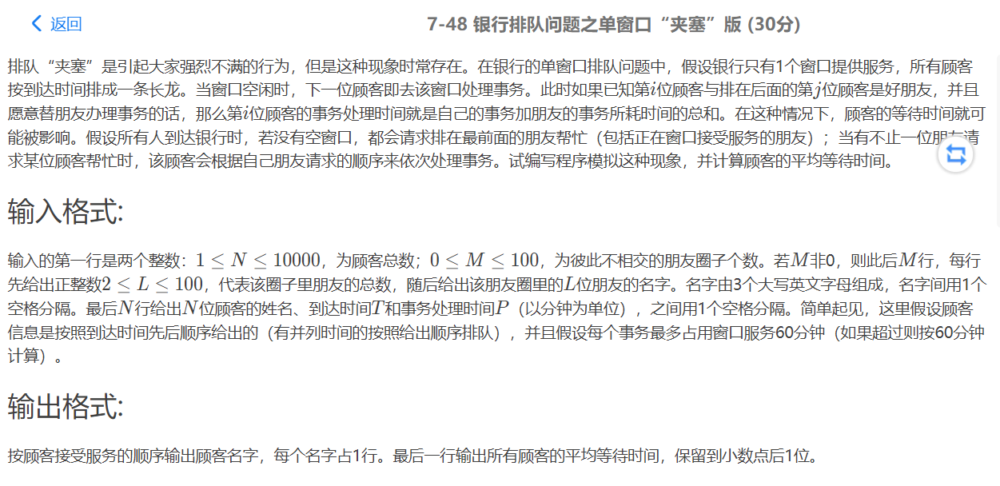 返回
7-48 银行排队问题之单窗口“夹塞”版 (30分)
排队“夹塞”是引起大家强烈不满的行为，但是这种现象时常存在。在银行的单窗口排队问题中，假设银行只有1个窗口提供服务，所有顾客
按到达时间排成一条长龙。当窗口空闲时，下一位顾客即去该窗口处理事务。此时如果已知第i位顾客与排在后面的第j位顾客是好朋友，并且
愿意替朋友办理事务的话，那么第i位顾客的事务处理时间就是自己的事务加朋友的事务所耗时间的总和。在这种情况下，顾客的等待时间就可
能被影响。假设所有人到达银行时，若没有空窗口，都会请求排在最前面的朋友帮忙（包括正在窗口接受服务的朋友）；当有不止一位朋友请
求某位顾客帮忙时，该顾客会根据自己朋友请求的顺序来依次处理事务。试编写程序模拟这种现象，并计算顾客的平均等待时间。
输入格式:
输入的第一行是两个整数：1 ≤ N ≤ 10000，为顾客总数；0 ≤ M ≤ 100，为彼此不相交的朋友圈子个数。若M非0，则此后M行，每行
先给出正整数2 ≤ L ≤ 100，代表该圈子里朋友的总数，随后给出该朋友圈里的L位朋友的名字。名字由3个大写英文字母组成，名字间用1个
空格分隔。最后N行给出N位顾客的姓名、到达时间T和事务处理时间P（以分钟为单位），之间用1个空格分隔。简单起见，这里假设顾客
信息是按照到达时间先后顺序给出的（有并列时间的按照给出顺序排队），并且假设每个事务最多占用窗口服务60分钟（如果超过则按60分钟
计算）。
输出格式:
按顾客接受服务的顺序输出顾客名字，每个名字占1行。最后一行输出所有顾客的平均等待时间，保留到小数点后1位。